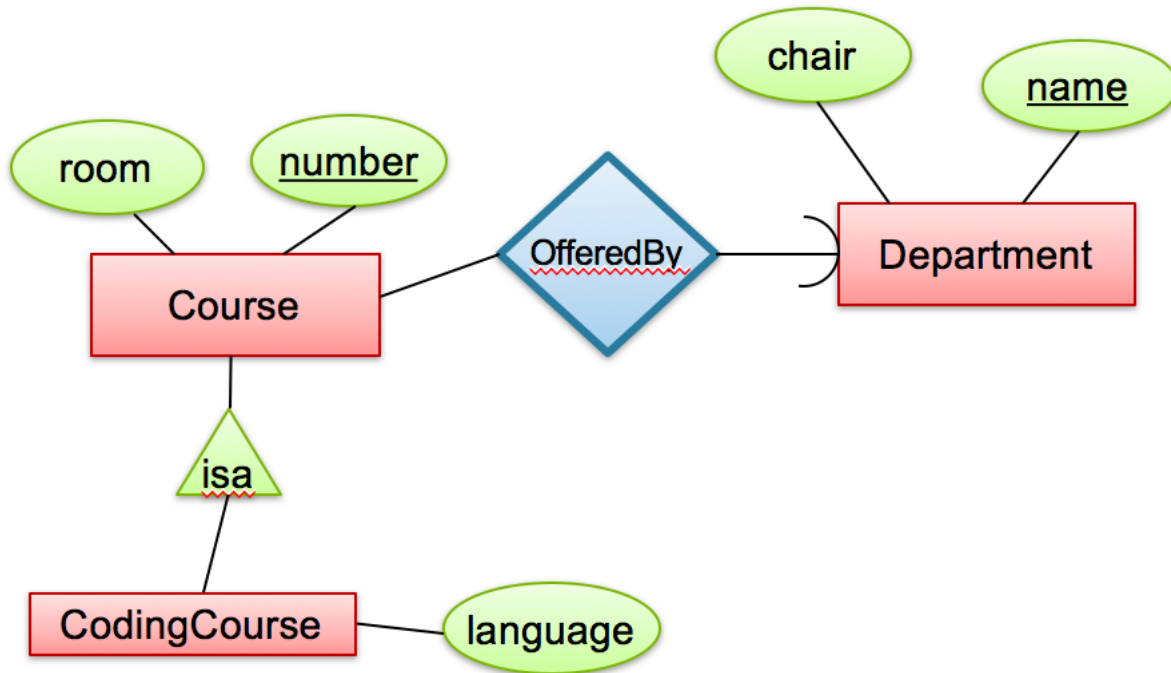 chair
name
room
number
OfferedBy
Department
Course
isa
CodingCourse
language